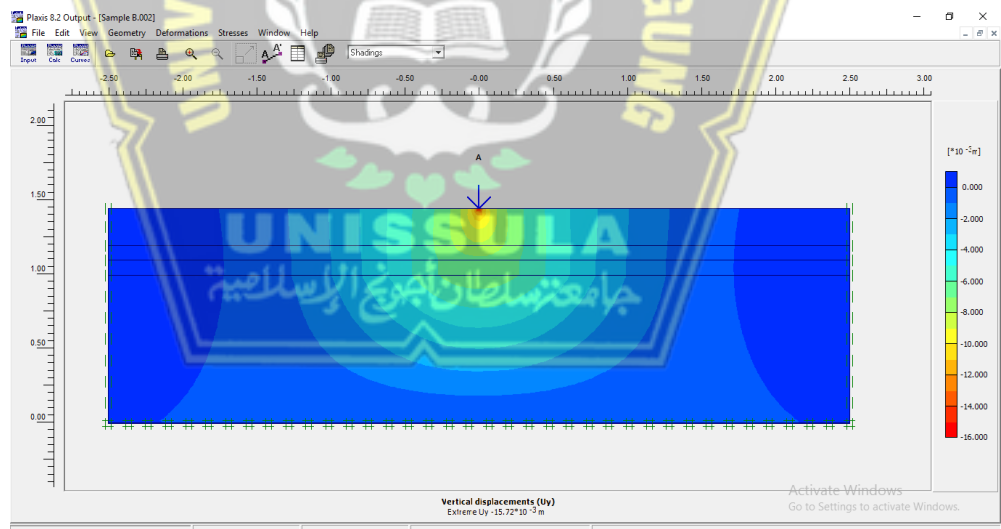 Plaxis 8.2 Output - [Sample B.002]
File Edit View Geometry Deformations Stresses Window Help
Input Calc Curves Shadings
-2.50 -2.00 -1.50 -1.00 -0.50 -0.00 0.50 1.00 1.50 2.00 2.50 3.00
UNG
2.00
A
[*10 -3m]
1.50
0.000
UNISSULA
-2.000
-4.000
1.00
جامعتسلطان أجونج الإسلامية
-6.000
-8.000
0.50
-10.000
-12.000
0.00
-14.000
-16.000
Vertical displacements (Uy)
Extreme Uy -15.72*10 -3 m
Activate Windows
Go to Settings to activate Windows.